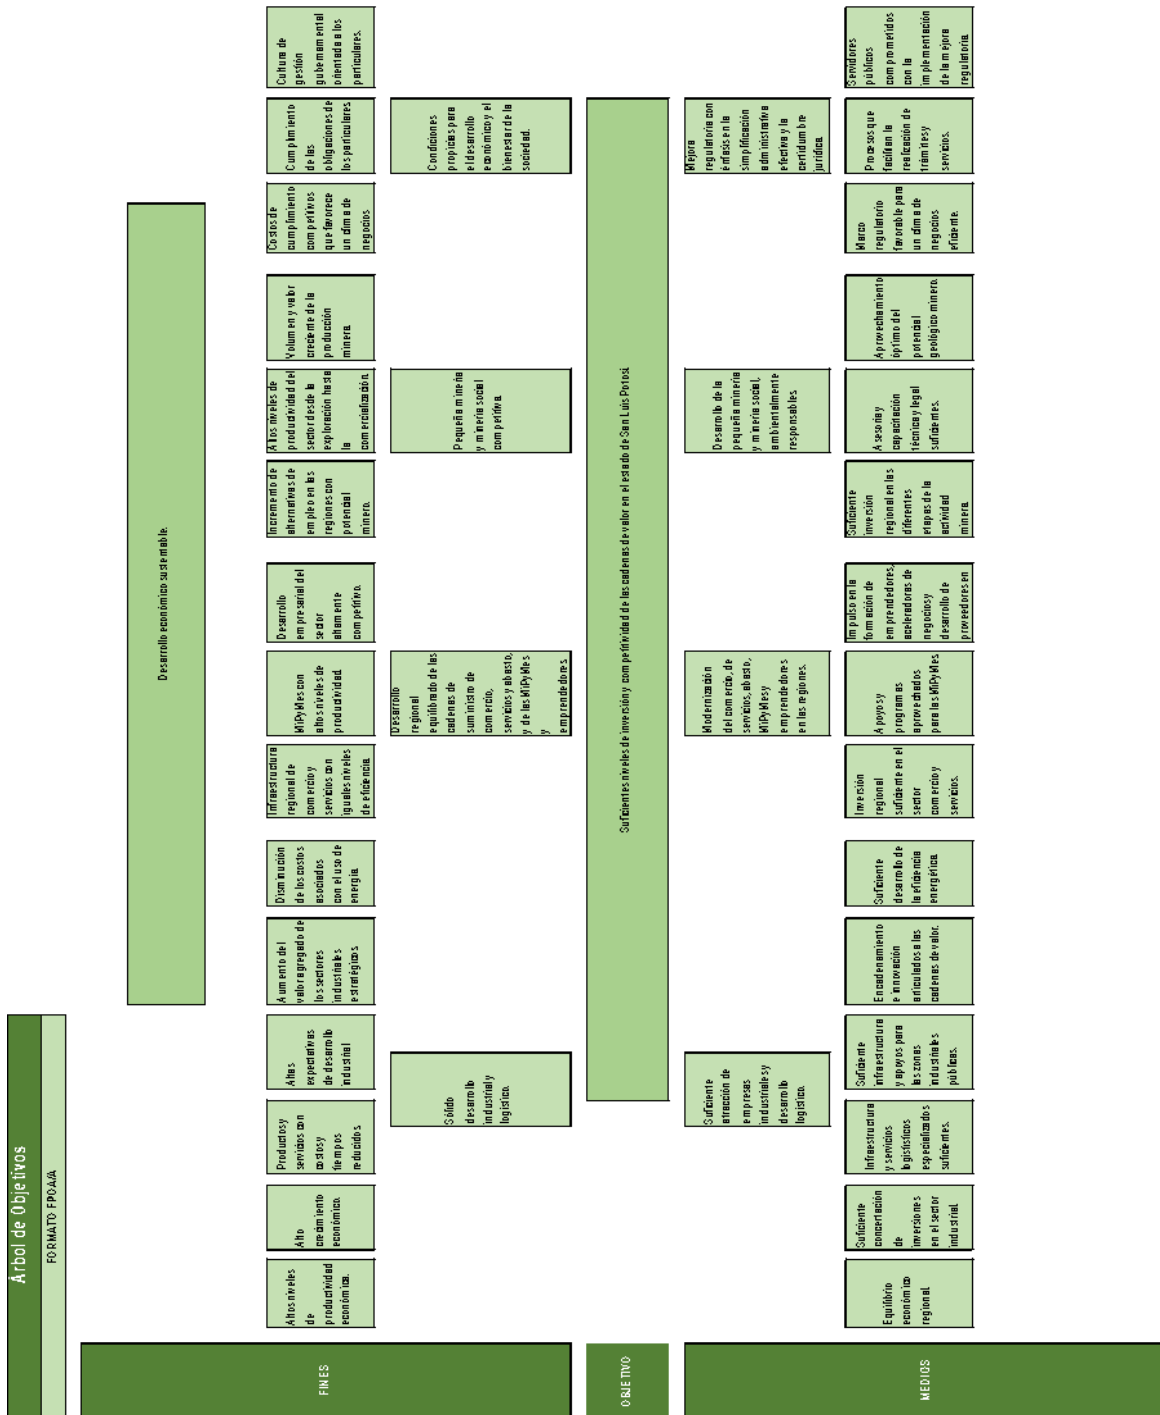 Árbol de Objetivos
FORMATO FPOA/A
FINES
Desarrollo económico sustentable.
Altos niveles
de
productividad
económica.
Alto
crecimiento
económico.
Productos y
servicios con
costos y
tiempos
reducidos.
Altas
expectativas
de desarrollo
industrial
Aumento del
valor agregado de
los sectores
industriales
estratégicos.
Disminución
de los costos
asociados
con el uso de
energía.
Infraestructura
regional de
comercio y
servicios con
iguales niveles
de eficiencia.
MiPyMes con
altos niveles de
productividad.
Desarrollo
empresarial del
sector
altamente
competitivo.
Incremento de
alternativas de
empleo en las
regiones con
potencial
minero.
Altos niveles de
productividad del
sector desde la
exploración hasta
la
comercialización.
Volumen y valor
creciente de la
producción
minera.
Costos de
cumplimiento
competitivos
que favorece
un clima de
negocios
Cumplimiento
de las
obligaciones de
los particulares.
Cultura de
gestión
gubernamental
orientada a los
particulares.
Sólido
desarrollo
industrial y
logístico.
Desarrollo
regional
equilibrado de las
cadenas de
suministro de
comercio,
servicios y abasto,
y de las MiPyMes
y
emprendedores.
Pequeña minería
y minería social
competitiva.
Condiciones
propicias para
el desarrollo
económico y el
bienestar de la
sociedad.
OBJETIVO
Suficientes niveles de inversión y competitividad de las cadenas de valor en el estado de San Luis Potosí.
MEDIOS
Suficiente
atracción de
empresas
industriales y
desarrollo
logístico.
Modernización
del comercio, de
servicios, abasto,
MiPyMes y
emprendedores
en las regiones.
Desarrollo de la
pequeña minería
y minería social,
ambientalmente
responsables.
Mejora
regulatoria con
énfasis en la
simplificación
administrativa
efectiva y la
certidumbre
jurídica.
Equilibrio
económico
regional.
Suficiente
concertación
de
inversiones
en el sector
industrial.
Infraestructura
y servicios
logististicos
especializados
suficientes.
Suficiente
infraestructura
y apoyos para
las zonas
industriales
públicas.
Encadenamiento
e innovación
articulados a las
cadenas de valor.
Suficiente
desarrollo de
la eficiencia
energética.
Inversión
regional
suficiente en el
sector
comercio y
servicios.
Apoyos y
programas
aprovechados
para las MiPyMes
Impulso en la
formación de
emprendedores,
aceleradoras de
negocios y
desarrollo de
proveedores en
Suficiente
inversión
regional en las
diferentes
etapas de la
actividad
minera.
Asesoría y
capacitación
técnica y legal
suficientes.
Aprovechamiento
óptimo del
potencial
geológico minero.
Marco
regulatorio
favorable para
un clima de
negocios
eficiente.
Procesos que
facilitan la
realización de
trámites y
servicios.
Servidores
públicos
comprometidos
con la
implementación
de la mejora
regulatoria.